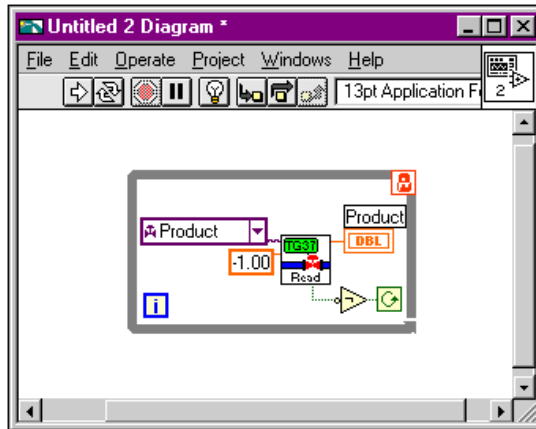 Untitled 2 Diagram *
File Edit Operate Project Windows Help
13pt Application Fo
2
Product
Product
TG37
DBL
-1.00
Read
i